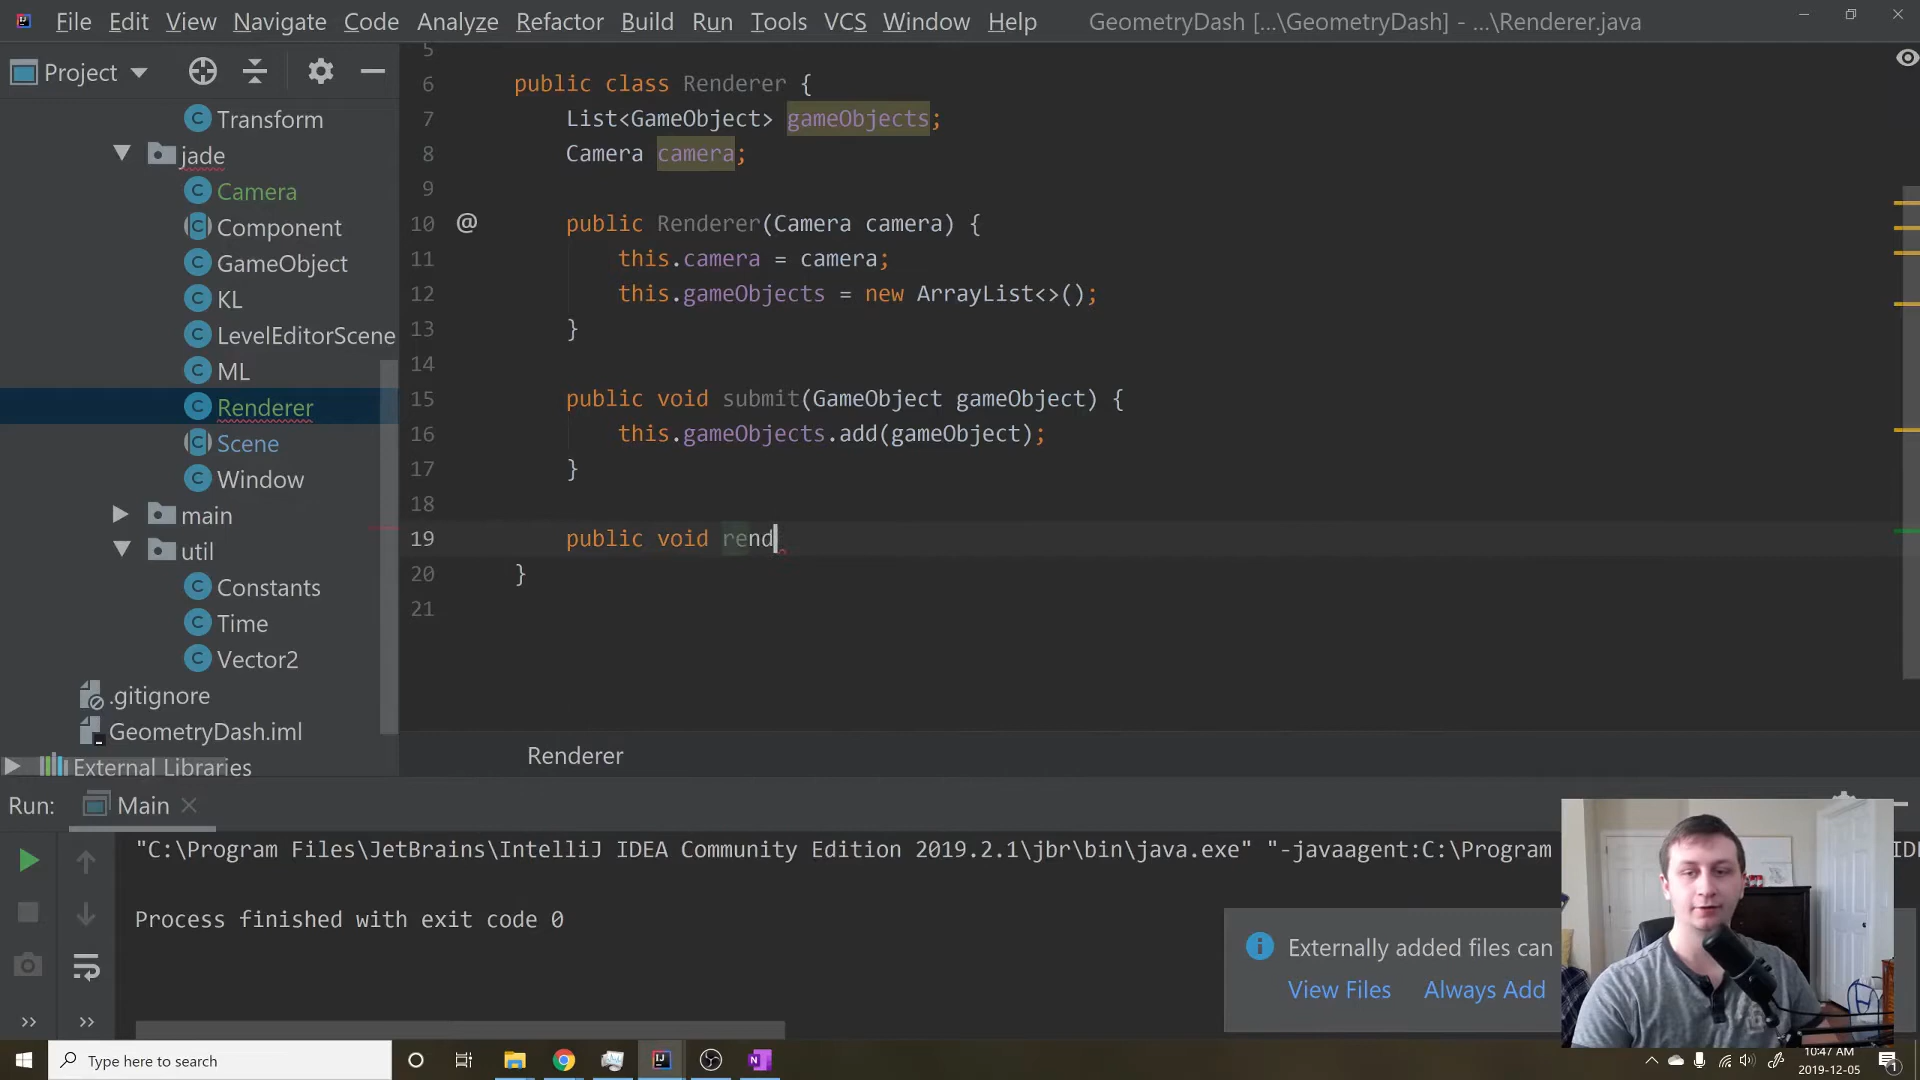 File Edit View Navigate Code Analyze Refactor Build Run Tools VCS Window Help GeometryDash [...\GeometryDash] - ...\Renderer.java
Project
Transform
jade
Camera
Component
GameObject
KL
LevelEditorScene
ML
Renderer
Scene
Window
main
util
Constants
Time
Vector2
.gitignore
GeometryDash.iml
External Libraries
5
6 public class Renderer {
7 List<GameObject> gameObjects;
8 Camera camera;
9
10 @ public Renderer(Camera camera) {
11 this.camera = camera;
12 this.gameObjects = new ArrayList<>();
13 }
14
15 public void submit(GameObject gameObject) {
16 this.gameObjects.add(gameObject);
17 }
18
19 public void rend
20 }
21
Renderer
Run: Main
"C:\Program Files\JetBrains\IntelliJ IDEA Community Edition 2019.2.1\jbr\bin\java.exe" "-javaagent:C:\Program
Process finished with exit code 0
Externally added files can
View Files Always Add
Type here to search
10:47 AM
2019-12-05